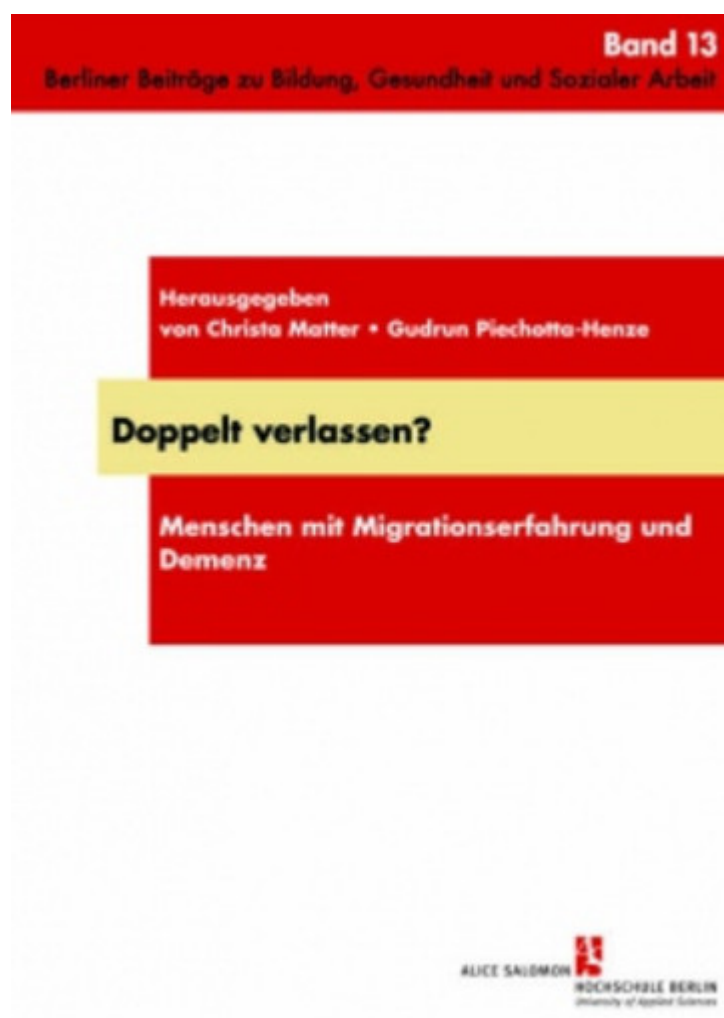 Band 13
Berliner Beiträge zu Bildung, Gesundheit und Sozialer Arbeit
Herausgegeben
von Christa Matter • Gudrun Piechotta-Henze
Doppelt verlassen?
Menschen mit Migrationserfahrung und
Demenz
ALICE SALOMON
HOCHSCHULE BERLIN
University of Applied Sciences